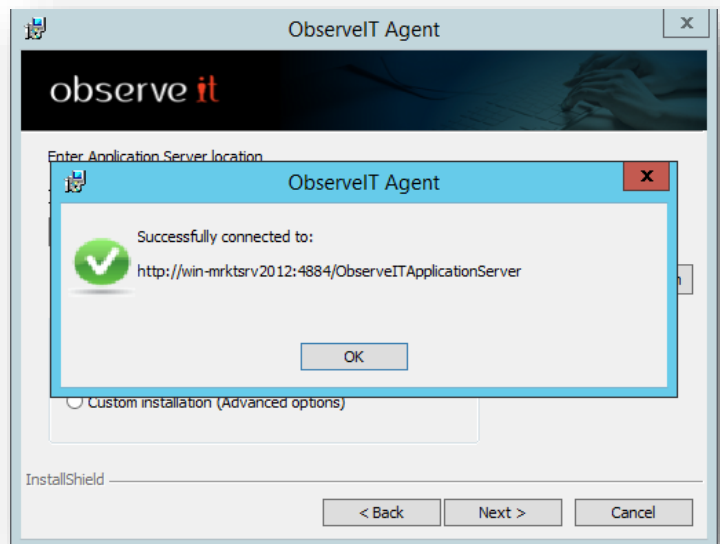 ObserveIT Agent
x
observe it
Enter Application Server location
ObserveIT Agent
x
Successfully connected to:
http://win-mrktsrv2012:4884/ObserveITApplicationServer
OK
Custom installation (Advanced options)
InstallShield
< Back
Next >
Cancel